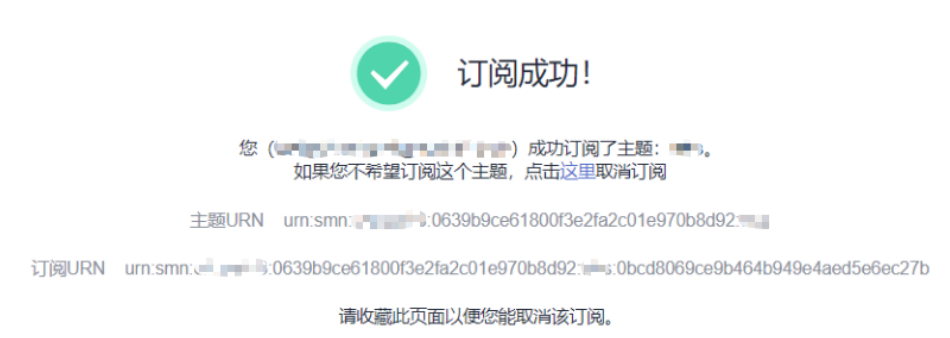 订阅成功！
您（）成功订阅了主题：。
如果您不希望订阅这个主题，点击这里取消订阅
主题URN urn:smn::0639b9ce61800f3e2fa2c01e970b8d92:
订阅URN urn:smn::0639b9ce61800f3e2fa2c01e970b8d92::0bcd8069ce9b464b949e4aed5e6ec27b
请收藏此页面以便您能取消该订阅。